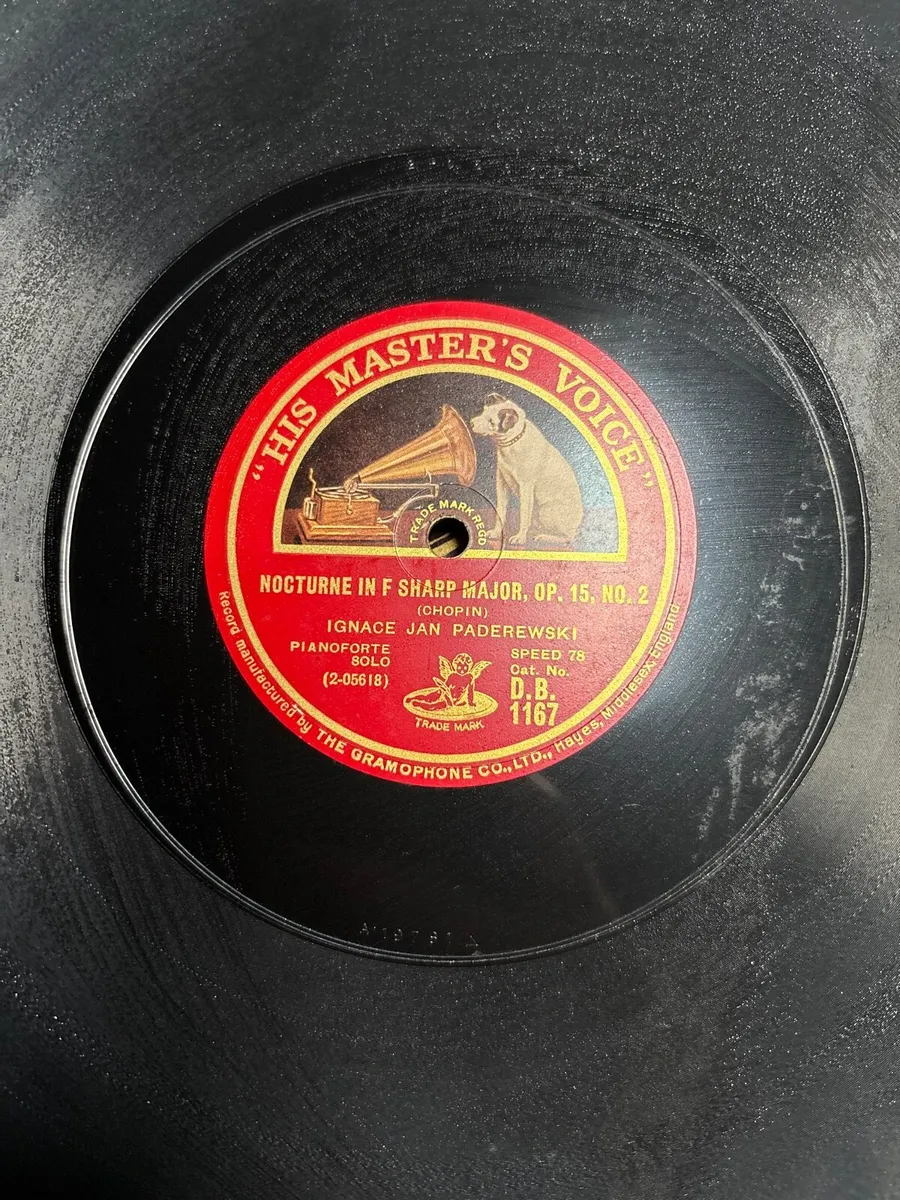 "HIS MASTER'S VOICE"
TRADE MARK REGD
NOCTURNE IN F SHARP MAJOR, OP. 15, NO. 2
(CHOPIN)
IGNACE JAN PADEREWSKI
PIANOFORTE
SOLO
(2-05618)
SPEED 78
Cat. No.
D.B.
1167
TRADE MARK
Record manufactured by THE GRAMOPHONE CO., LTD., Hayes, Middlesex, England